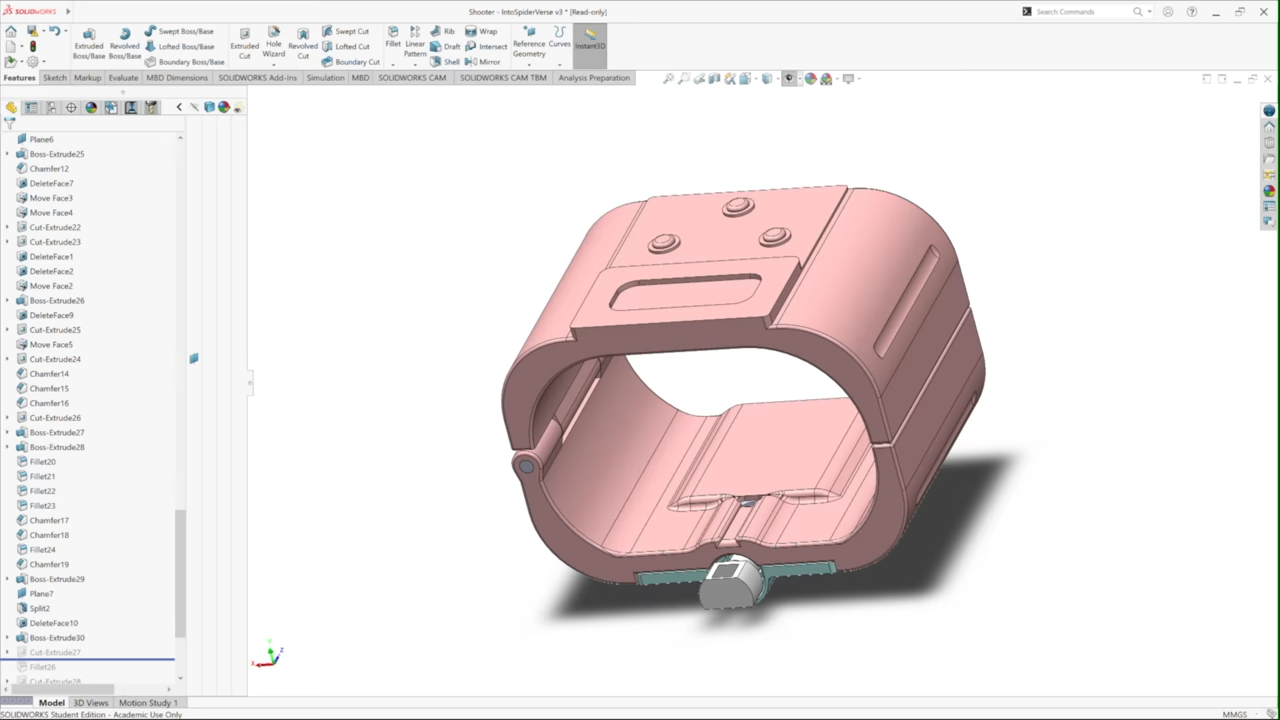 SOLIDWORKS
Shooter - IntoSpiderVerse v3 * [Read-only]
Search Commands
Extruded Boss/Base
Revolved Boss/Base
Swept Boss/Base
Lofted Boss/Base
Boundary Boss/Base
Extruded Cut
Hole Wizard
Revolved Cut
Swept Cut
Lofted Cut
Boundary Cut
Fillet
Linear Pattern
Rib
Draft
Shell
Wrap
Intersect
Mirror
Reference Geometry
Curves
Instant3D
Features
Sketch
Markup
Evaluate
MBD Dimensions
SOLIDWORKS Add-Ins
Simulation
MBD
SOLIDWORKS CAM
SOLIDWORKS CAM TBM
Analysis Preparation
Plane6
Boss-Extrude25
Chamfer12
DeleteFace7
Move Face3
Move Face4
Cut-Extrude22
Cut-Extrude23
DeleteFace1
DeleteFace2
Move Face2
Boss-Extrude26
DeleteFace9
Cut-Extrude25
Move Face5
Cut-Extrude24
Chamfer14
Chamfer15
Chamfer16
Cut-Extrude26
Boss-Extrude27
Boss-Extrude28
Fillet20
Fillet21
Fillet22
Fillet23
Chamfer17
Chamfer18
Fillet24
Chamfer19
Boss-Extrude29
Plane7
Split2
DeleteFace10
Boss-Extrude30
Cut-Extrude27
Fillet26
Cut-Extrude28
X
Y
Z
Model
3D Views
Motion Study 1
SOLIDWORKS Student Edition - Academic Use Only
MMGS